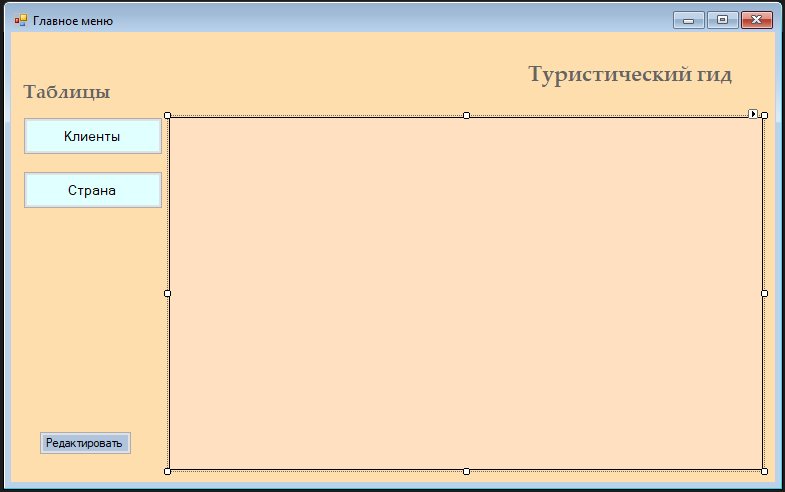 Главное меню
Туристический гид
Таблицы
Клиенты
Страна
Редактировать